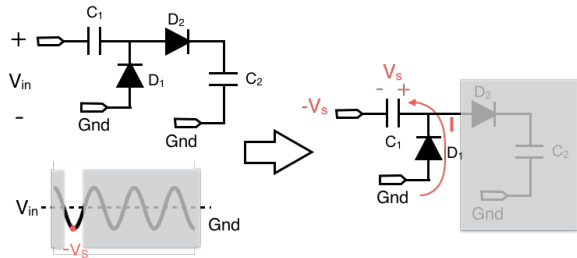 +
C1
D2
Vin
D1
C2
-
Gnd
Gnd
Vin
Gnd
-Vs
Vs
- +
-Vs
I
C1
D1
Gnd
D2
C2
Gnd